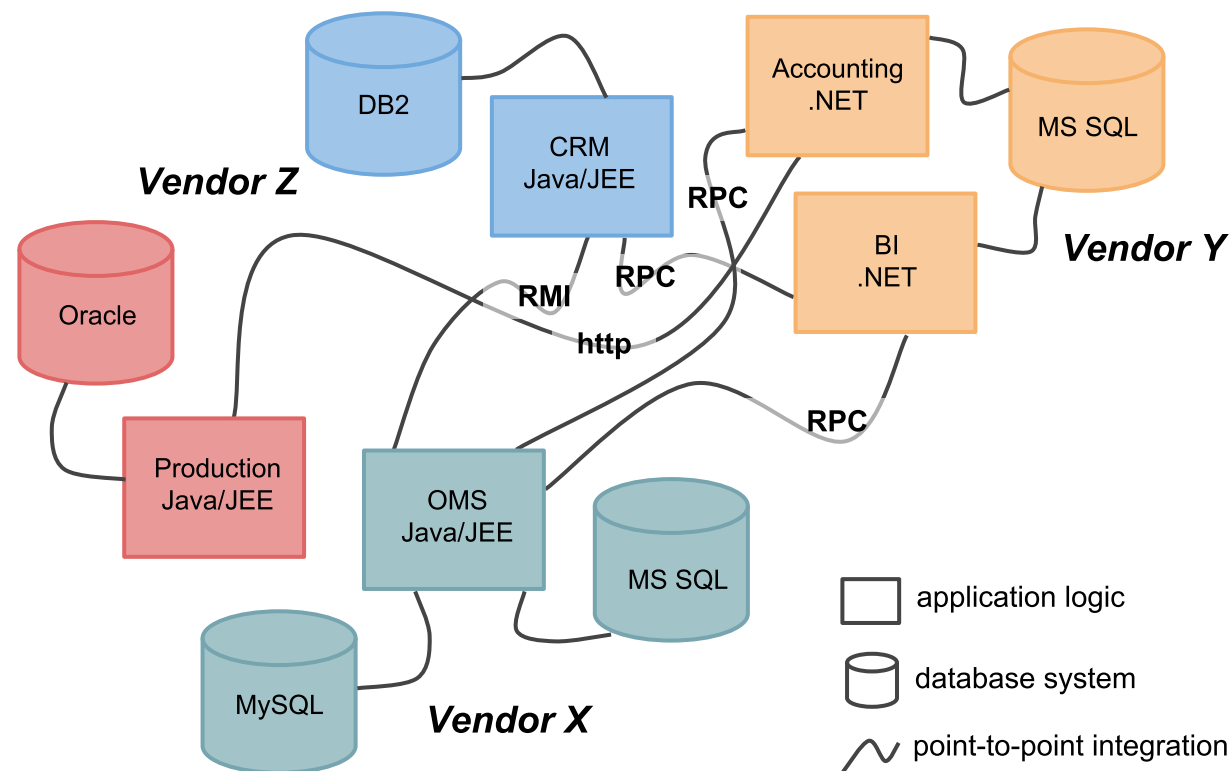 DB2
CRM
Java/JEE
Accounting
.NET
MS SQL
Vendor Z
RPC
BI
.NET
Vendor Y
Oracle
RMI
RPC
http
RPC
Production
Java/JEE
OMS
Java/JEE
MS SQL
MySQL
Vendor X
application logic
database system
point-to-point integration